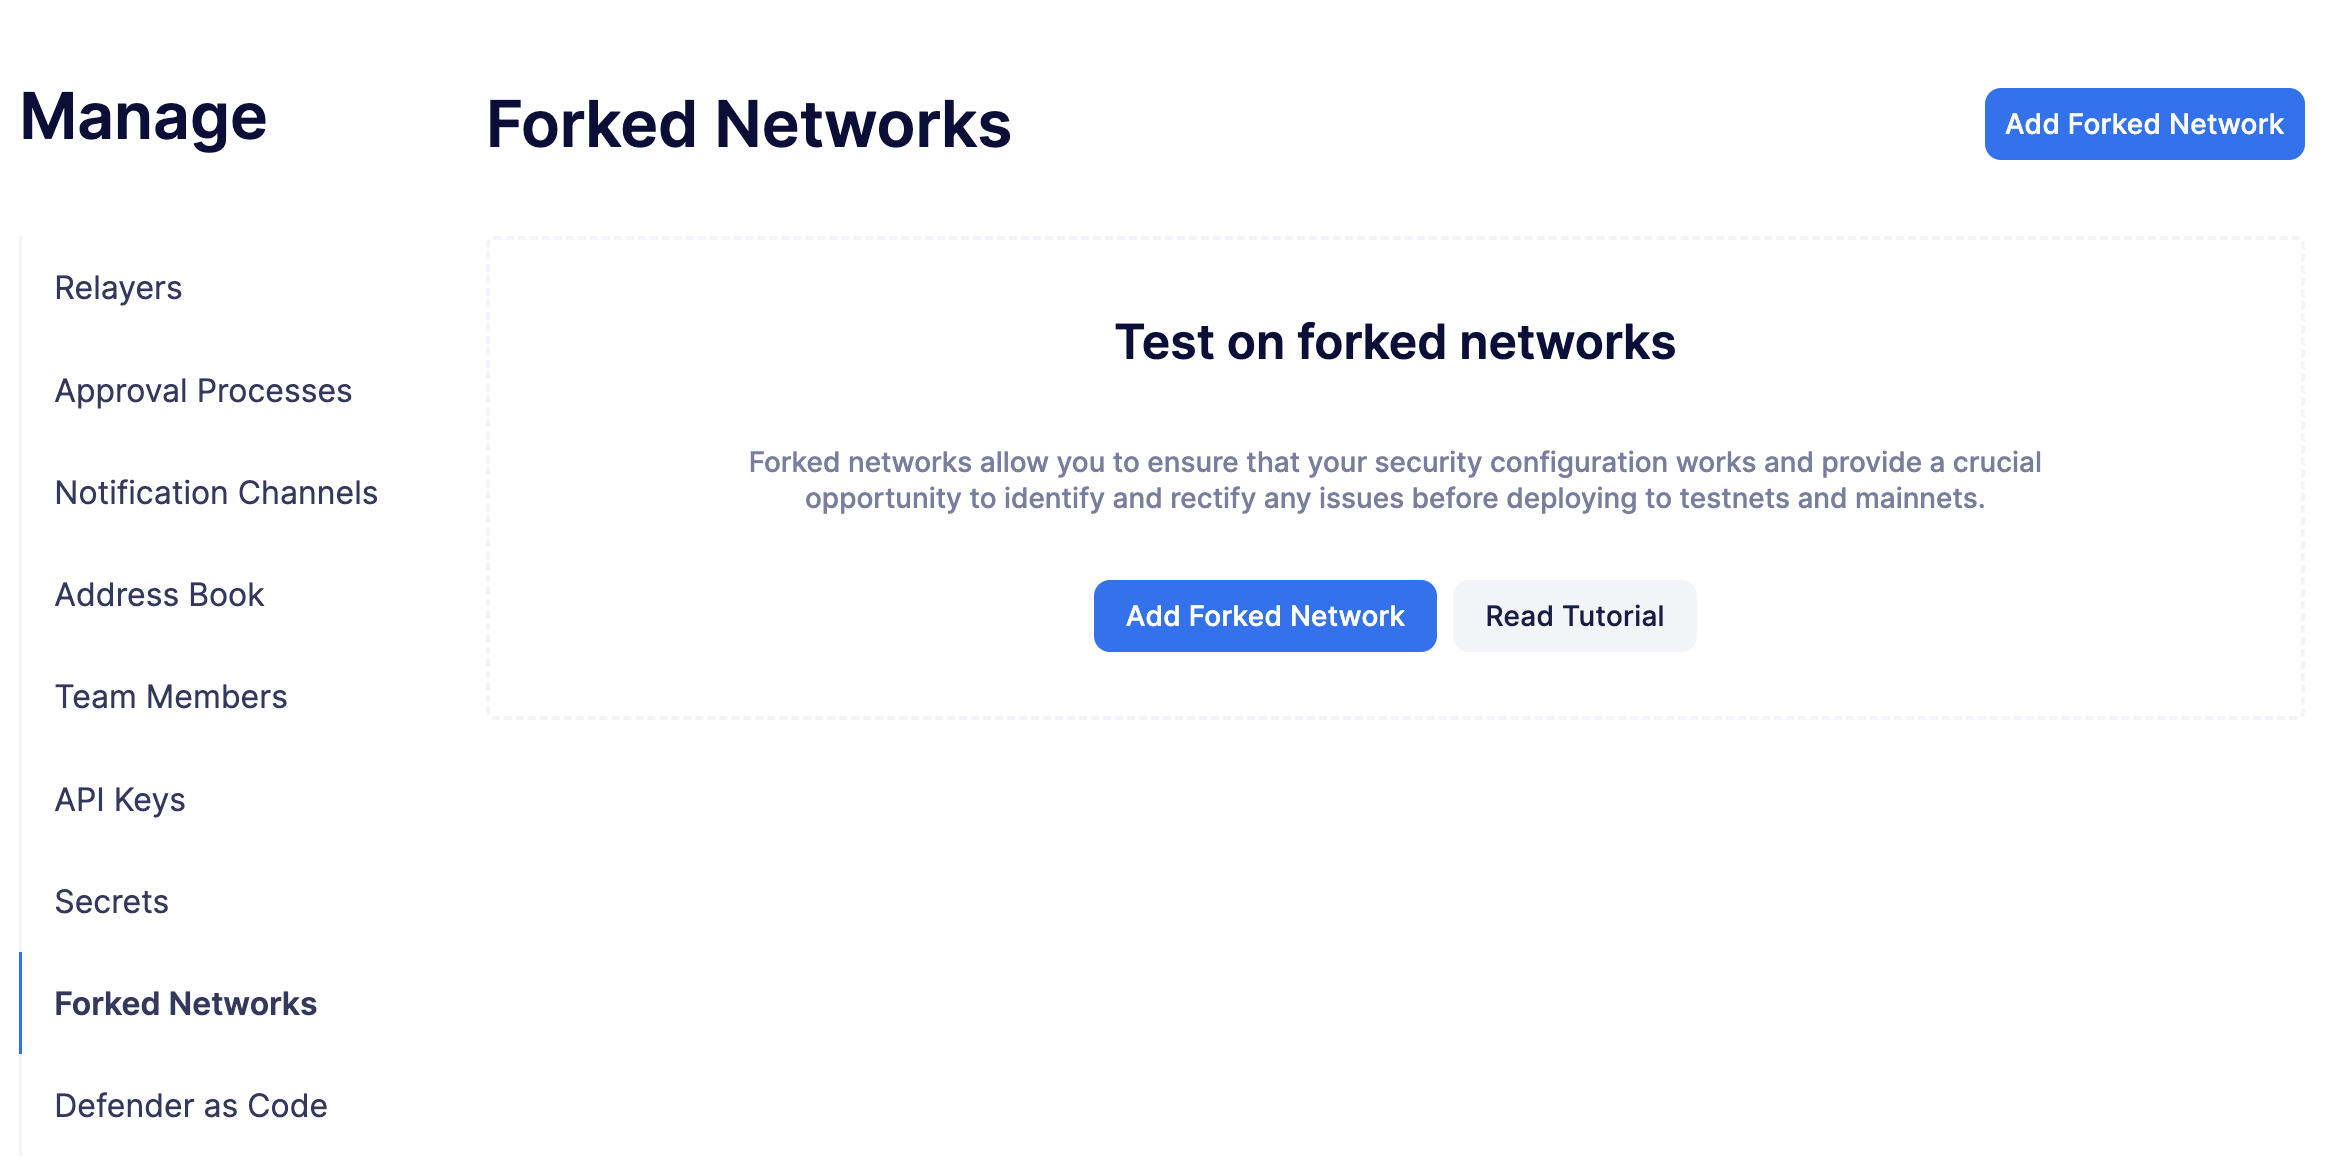 Manage
Relayers
Approval Processes
Notification Channels
Address Book
Team Members
API Keys
Secrets
Forked Networks
Defender as Code
Forked Networks
Add Forked Network
Test on forked networks
Forked networks allow you to ensure that your security configuration works and provide a crucial
opportunity to identify and rectify any issues before deploying to testnets and mainnets.
Add Forked Network
Read Tutorial